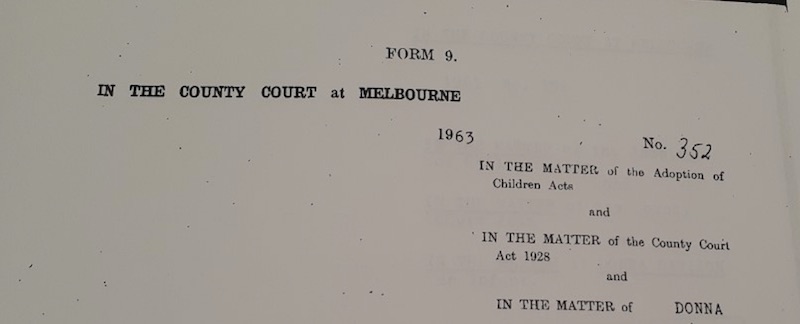 FORM 9.
IN THE COUNTY COURT at MELBOURNE
1963
No. 352
IN THE MATTER of the Adoption of
Children Acts
and
IN THE MATTER of the County Court
Act 1928
and
IN THE MATTER of DONNA